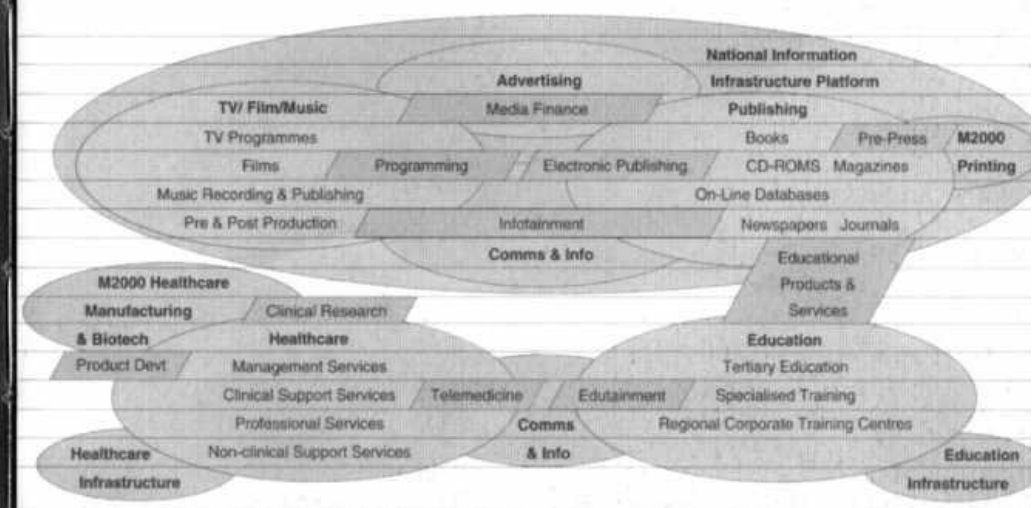 National Information
Advertising Infrastructure Platform
TV/ Film/Music Media Finance Publishing
TV Programmes Books Pre-Press M2000
Films Programming Electronic Publishing CD-ROMS Magazines Printing
Music Recording & Publishing On-Line Databases
Pre & Post Production Infotainment Newspapers Journals
Comms & Info Educational
M2000 Healthcare Products &
Manufacturing Clinical Research Services
& Biotech Healthcare Education
Product Devt Management Services Tertiary Education
Clinical Support Services Telemedicine Edutainment Specialised Training
Professional Services Comms Regional Corporate Training Centres
Healthcare Non-clinical Support Services & Info Education
Infrastructure Infrastructure